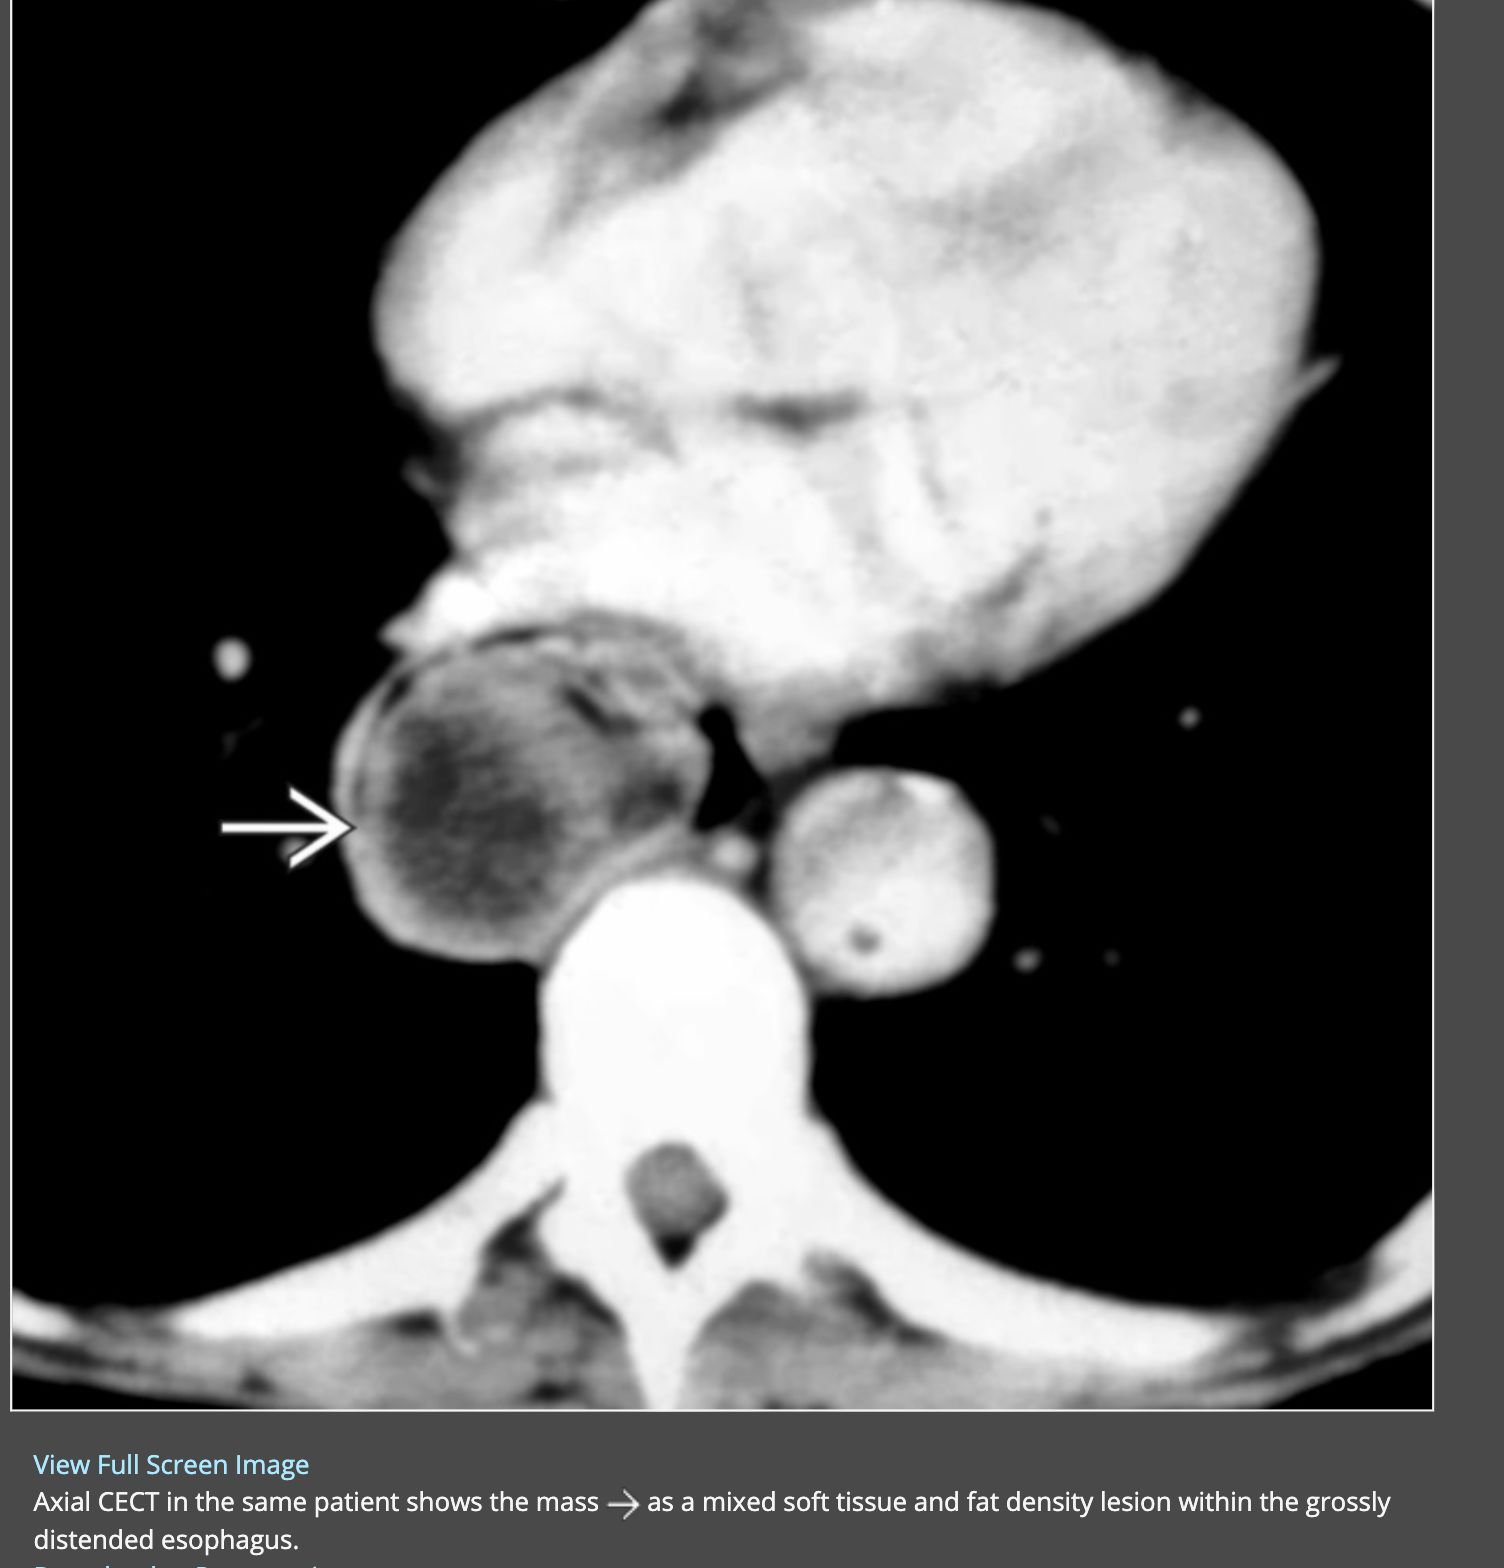 View Full Screen Image
Axial CECT in the same patient shows the mass → as a mixed soft tissue and fat density lesion within the grossly
distended esophagus.